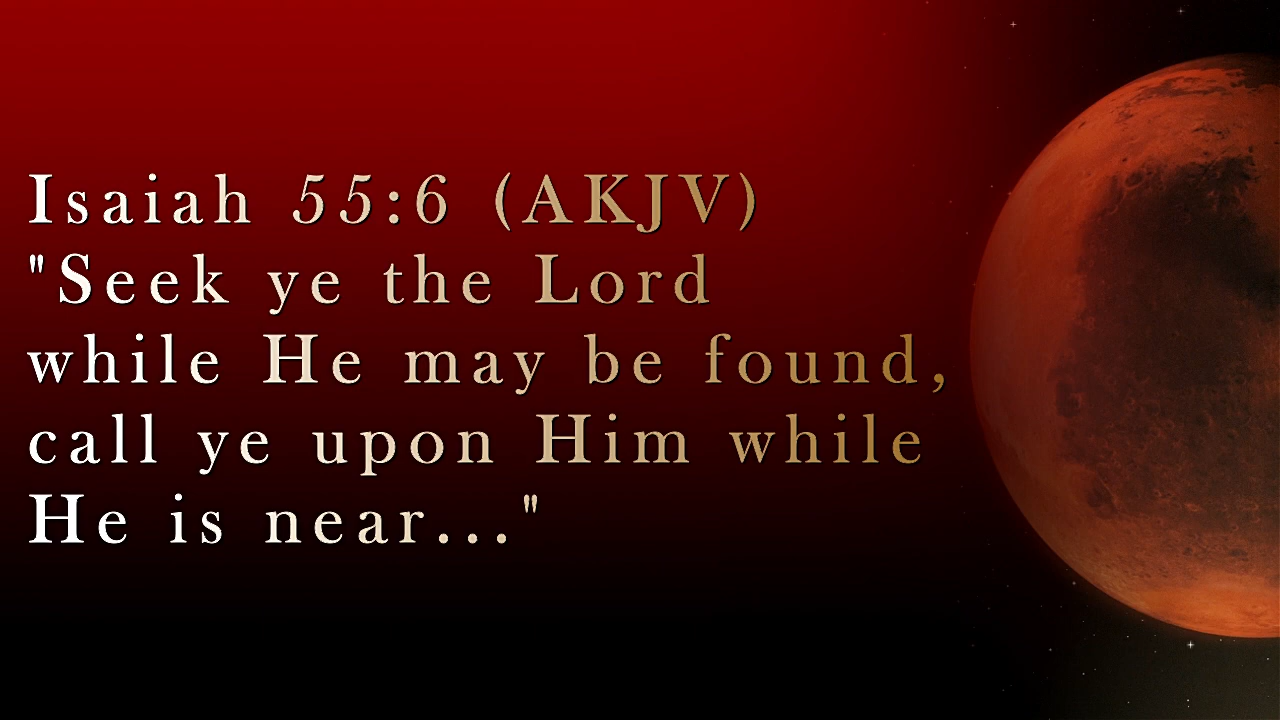 Isaiah 55:6 (AKJV)
"Seek ye the Lord
while He may be found,
call ye upon Him while
He is near..."